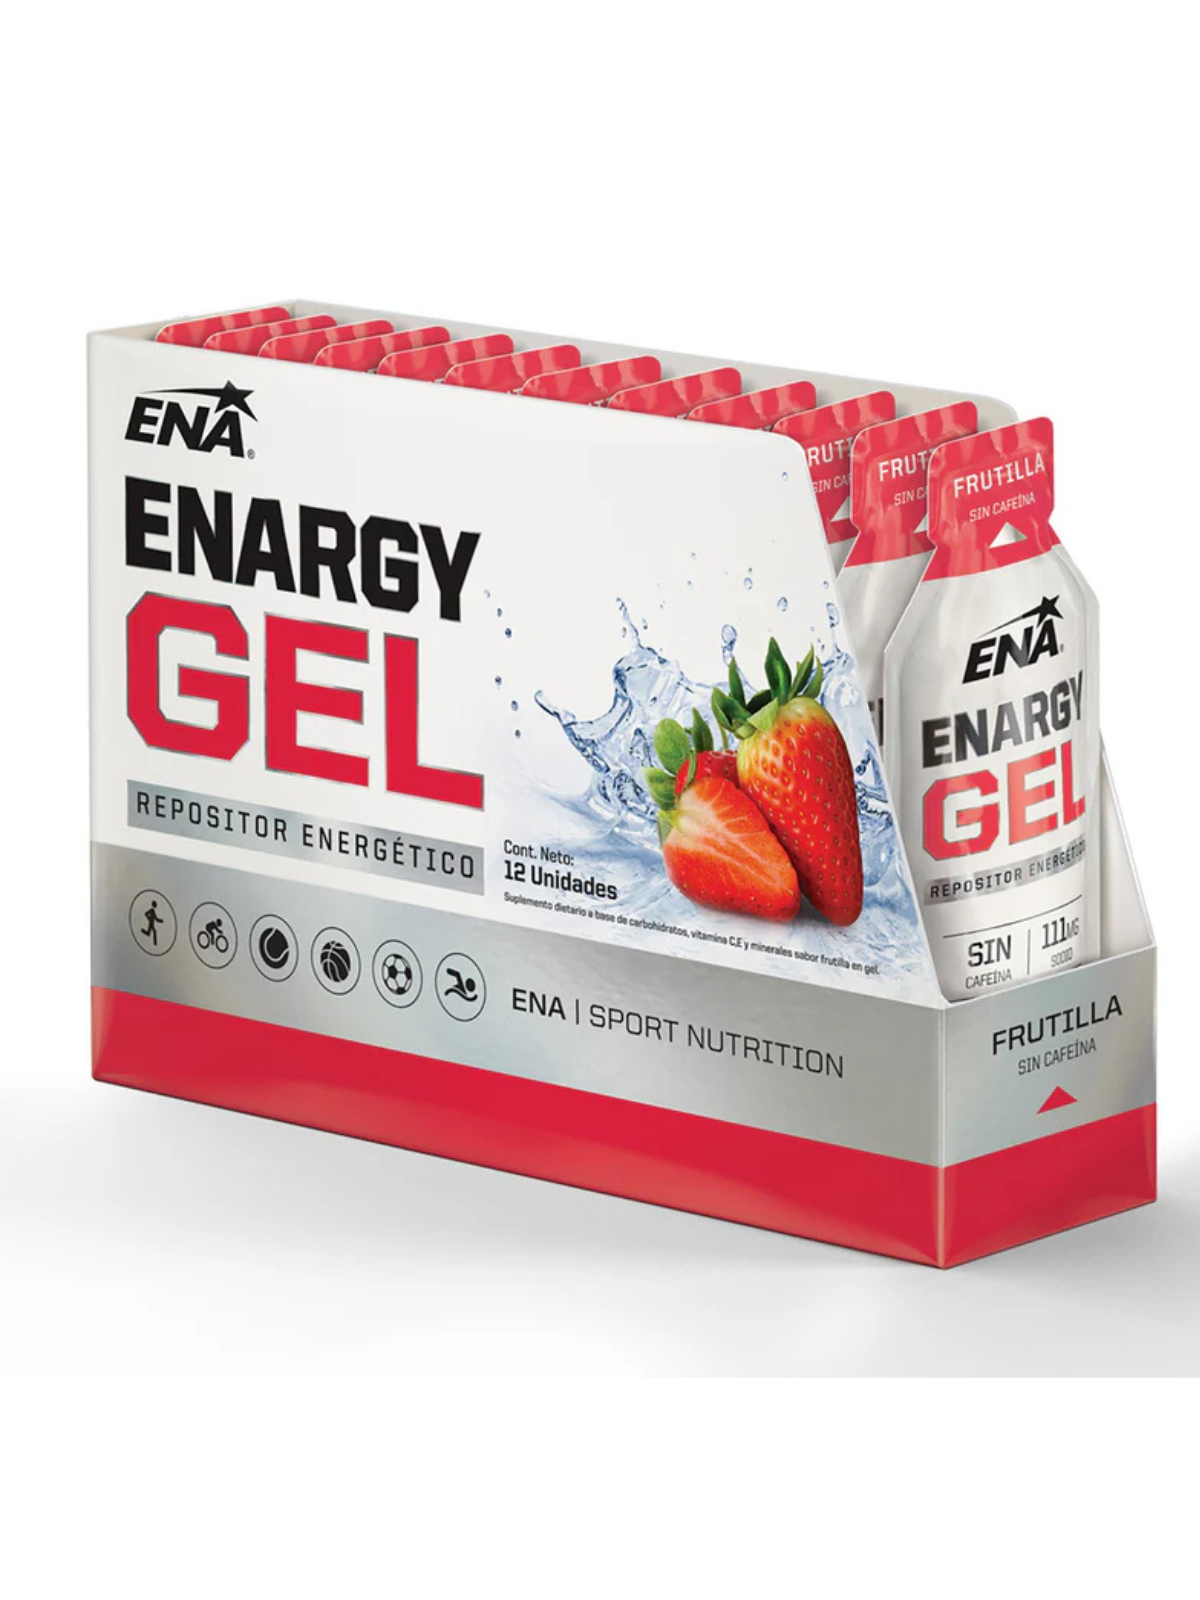 ENA®
ENARGY
GEL
REPOSITOR ENERGÉTICO
Cont. Neto:
12 Unidades
Suplemento dietario a base de carbohidratos, vitamina C,E y minerales sabor frutilla en gel.
ENA | SPORT NUTRITION
FRUT
SIN
FRUTILLA
SIN CAFEÍNA
ENA®
ENARGY
GEL
REPOSITOR ENERGÉTICO
SIN
CAFEÍNA
111MG
SODIO
FRUTILLA
SIN CAFEÍNA